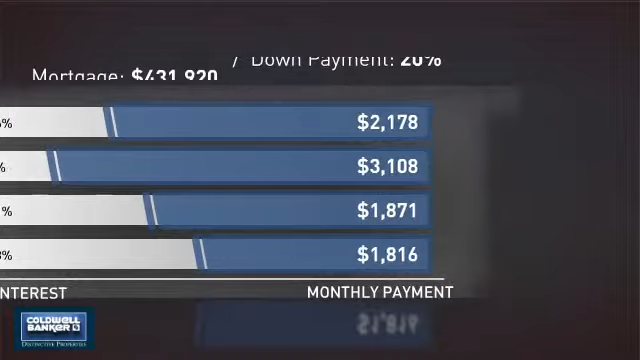 / Down Payment: 20%
Mortgage: $431,920
%
$2,178
%
$3,108
%
$1,871
%
$1,816
NTEREST
MONTHLY PAYMENT
COLDWELL
BANKER
DISTINCTIVE PROPERTIES